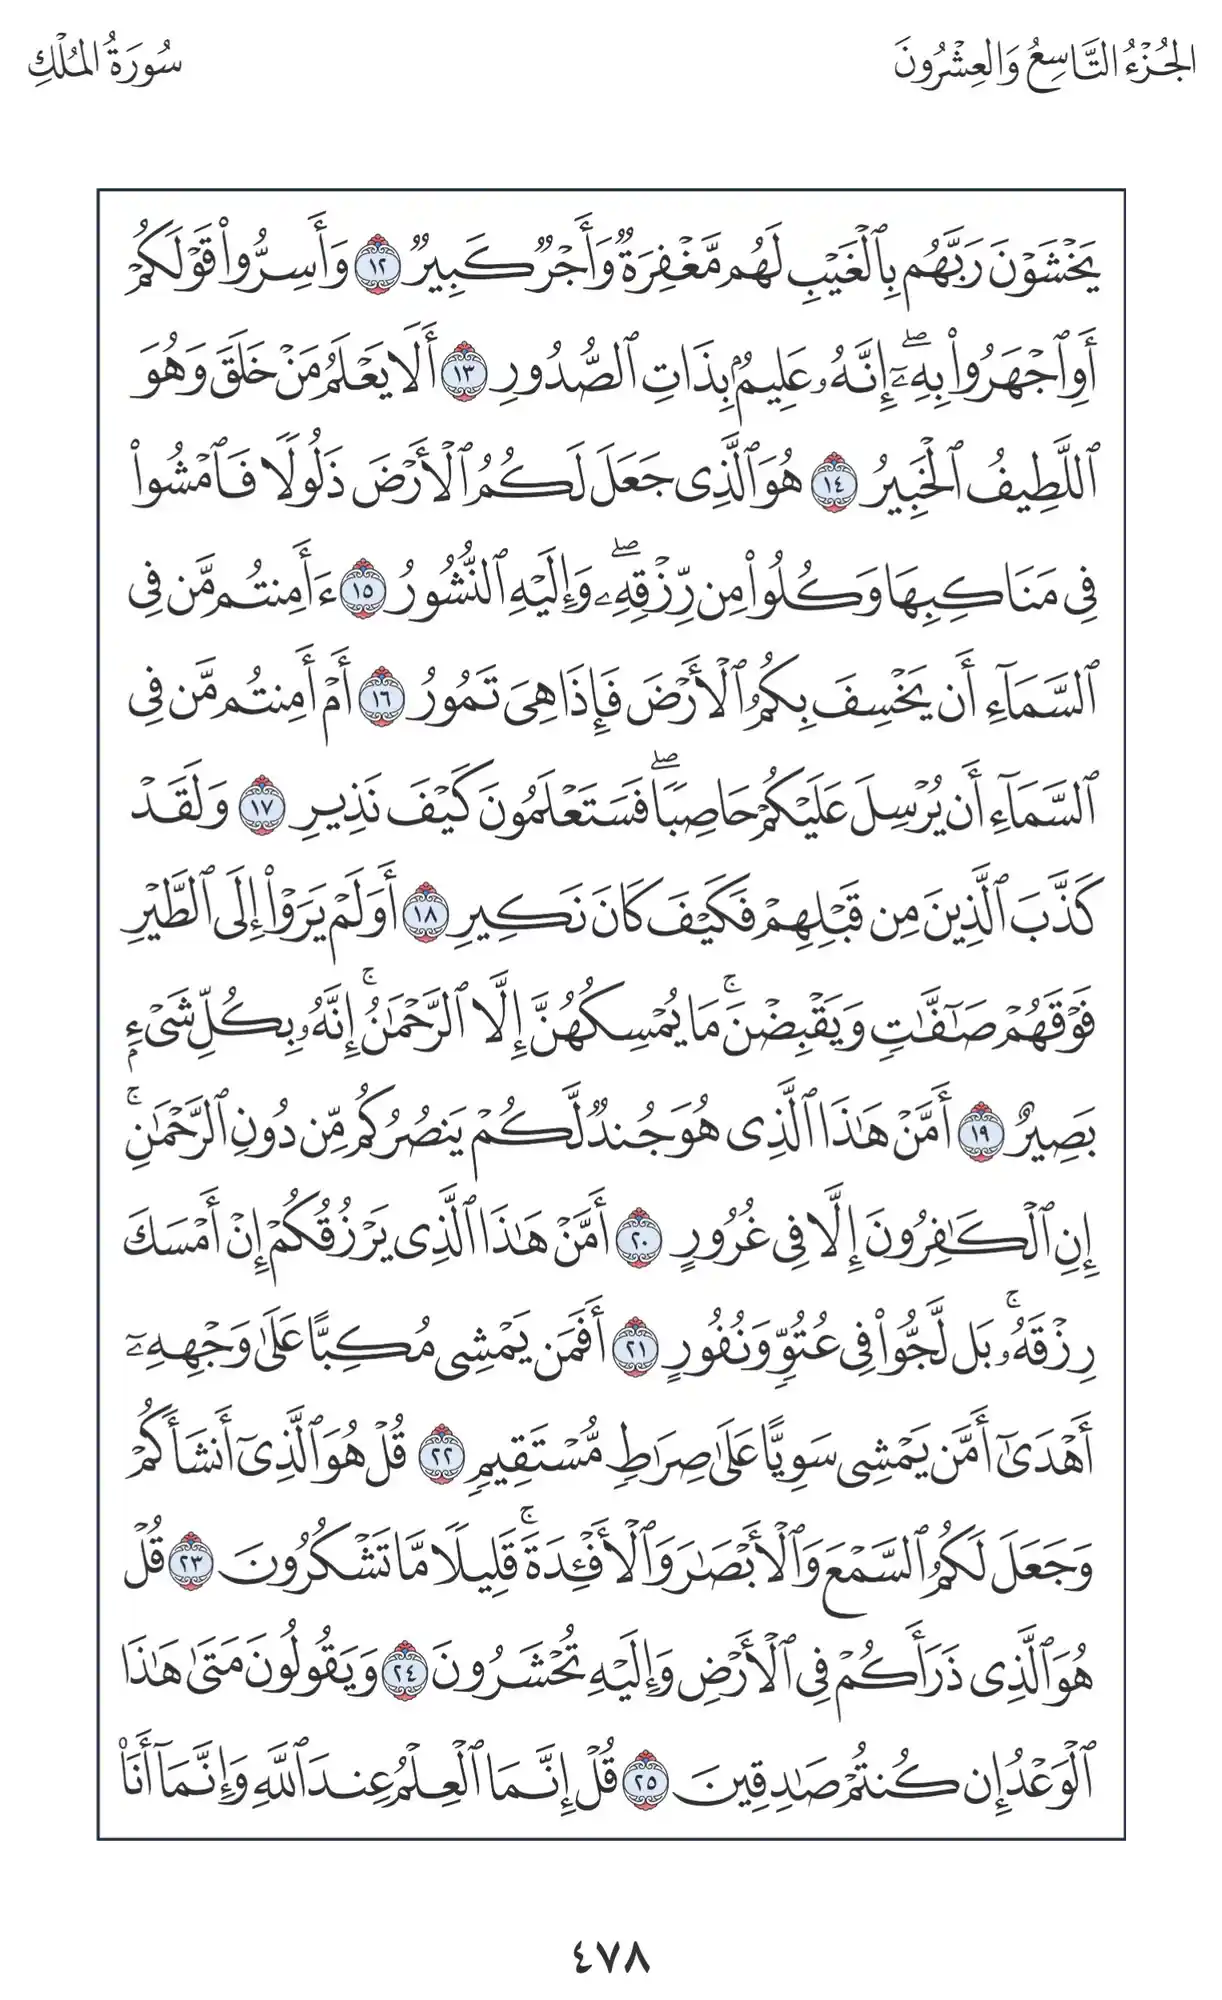 الجُزْءُ التَّاسِعُ وَالعِشْرُونَ
سُورَةُ المُلْكِ
يَخْشَوْنَ رَبَّهُم بِٱلْغَيْبِ لَهُم مَّغْفِرَةٌ وَأَجْرٌ كَبِيرٌ ١٢ وَأَسِرُّوا۟ قَوْلَكُمْ
أَوِ ٱجْهَرُوا۟ بِهِۦٓ ۖ إِنَّهُۥ عَلِيمٌۢ بِذَاتِ ٱلصُّدُورِ ١٣ أَلَا يَعْلَمُ مَنْ خَلَقَ وَهُوَ
ٱللَّطِيفُ ٱلْخَبِيرُ ١٤ هُوَ ٱلَّذِى جَعَلَ لَكُمُ ٱلْأَرْضَ ذَلُولًا فَٱمْشُوا۟
فِى مَنَاكِبِهَا وَكُلُوا۟ مِن رِّزْقِهِۦ ۖ وَإِلَيْهِ ٱلنُّشُورُ ١٥ ءَأَمِنتُم مَّن فِى
ٱلسَّمَآءِ أَن يَخْسِفَ بِكُمُ ٱلْأَرْضَ فَإِذَا هِىَ تَمُورُ ١٦ أَمْ أَمِنتُم مَّن فِى
ٱلسَّمَآءِ أَن يُرْسِلَ عَلَيْكُمْ حَاصِبًا ۖ فَسَتَعْلَمُونَ كَيْفَ نَذِيرِ ١٧ وَلَقَدْ
كَذَّبَ ٱلَّذِينَ مِن قَبْلِهِمْ فَكَيْفَ كَانَ نَكِيرِ ١٨ أَوَلَمْ يَرَوْا۟ إِلَى ٱلطَّيْرِ
فَوْقَهُمْ صَـٰٓفَّـٰتٍ وَيَقْبِضْنَ ۚ مَا يُمْسِكُهُنَّ إِلَّا ٱلرَّحْمَـٰنُ ۚ إِنَّهُۥ بِكُلِّ شَىْءٍۭ
بَصِيرٌ ١٩ أَمَّنْ هَـٰذَا ٱلَّذِى هُوَ جُندٌ لَّكُمْ يَنصُرُكُم مِّن دُونِ ٱلرَّحْمَـٰنِ ۚ
إِنِ ٱلْكَـٰفِرُونَ إِلَّا فِى غُرُورٍ ٢٠ أَمَّنْ هَـٰذَا ٱلَّذِى يَرْزُقُكُمْ إِنْ أَمْسَكَ
رِزْقَهُۥ ۚ بَل لَّجُّوا۟ فِى عُتُوٍّ وَنُفُورٍ ٢١ أَفَمَن يَمْشِى مُكِبًّا عَلَىٰ وَجْهِهِۦٓ
أَهْدَىٰٓ أَمَّن يَمْشِى سَوِيًّا عَلَىٰ صِرَٰطٍ مُّسْتَقِيمٍ ٢٢ قُلْ هُوَ ٱلَّذِىٓ أَنشَأَكُمْ
وَجَعَلَ لَكُمُ ٱلسَّمْعَ وَٱلْأَبْصَـٰرَ وَٱلْأَفْـِٔدَةَ ۚ قَلِيلًا مَّا تَشْكُرُونَ ٢٣ قُلْ
هُوَ ٱلَّذِى ذَرَأَكُمْ فِى ٱلْأَرْضِ وَإِلَيْهِ تُحْشَرُونَ ٢٤ وَيَقُولُونَ مَتَىٰ هَـٰذَا
ٱلْوَعْدُ إِن كُنتُمْ صَـٰدِقِينَ ٢٥ قُلْ إِنَّمَا ٱلْعِلْمُ عِندَ ٱللَّهِ وَإِنَّمَآ أَنَا۠
٤٧٨